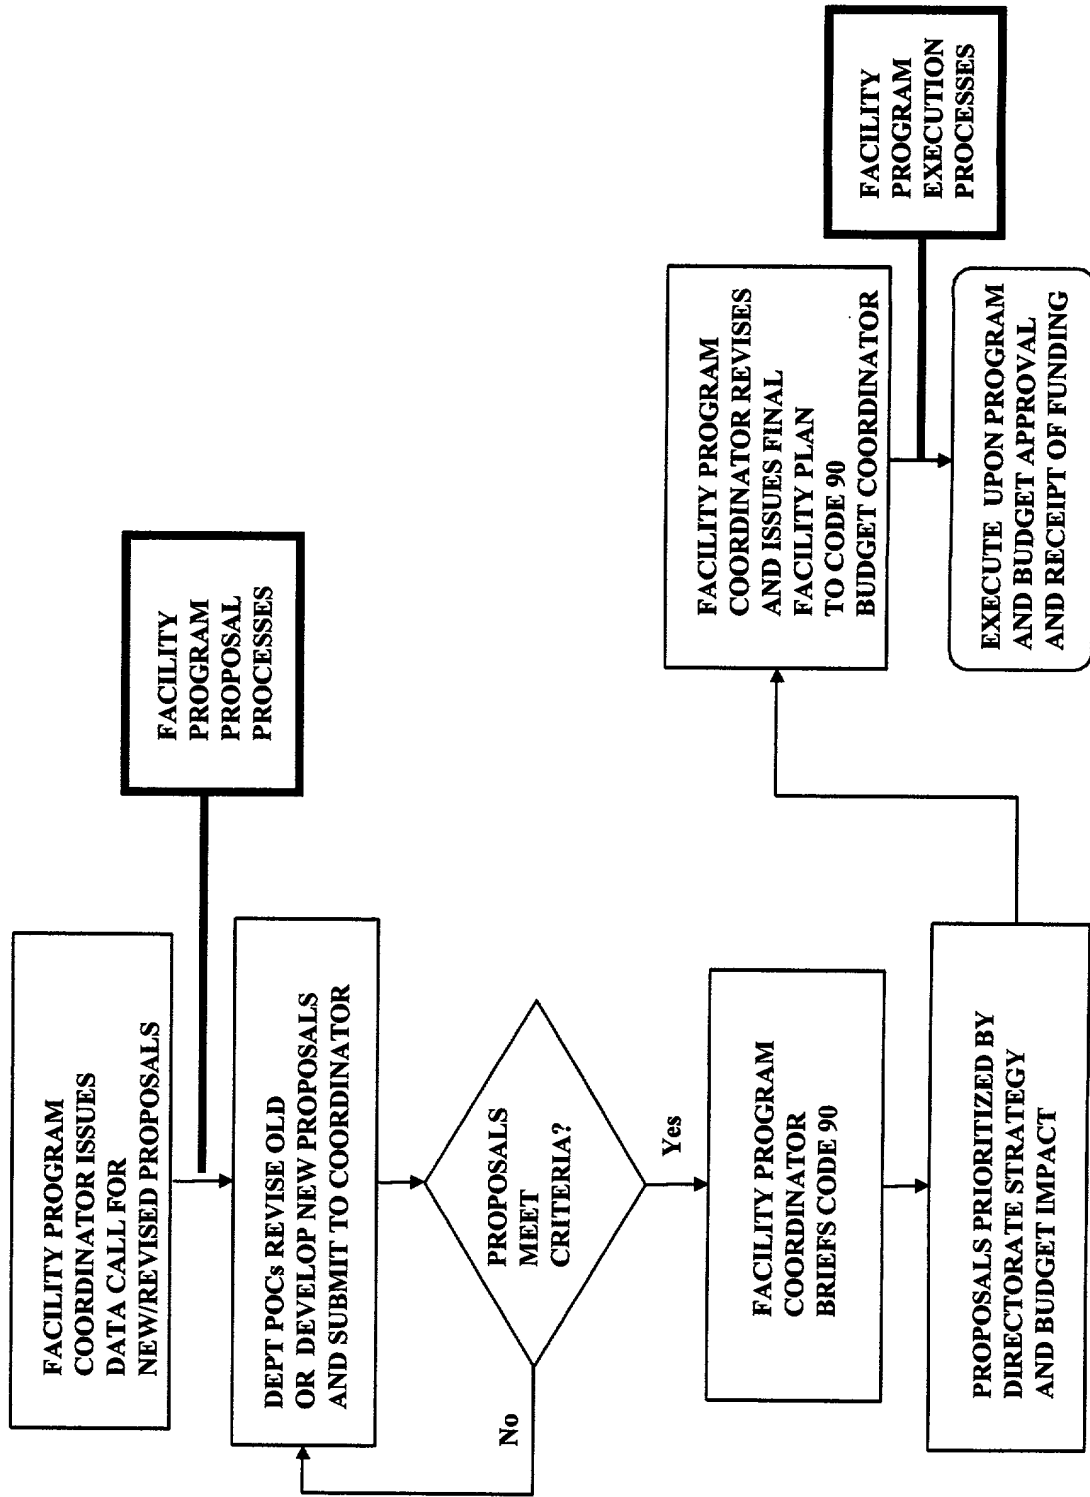 FACILITY PROGRAM
COORDINATOR ISSUES
DATA CALL FOR
NEW/REVISED PROPOSALS
FACILITY
PROGRAM
PROPOSAL
PROCESSES
DEPT POCs REVISE OLD
OR DEVELOP NEW PROPOSALS
AND SUBMIT TO COORDINATOR
PROPOSALS
MEET
CRITERIA?
No
Yes
FACILITY PROGRAM
COORDINATOR
BRIEFS CODE 90
PROPOSALS PRIORITIZED BY
DIRECTORATE STRATEGY
AND BUDGET IMPACT
FACILITY PROGRAM
COORDINATOR REVISES
AND ISSUES FINAL
FACILITY PLAN
TO CODE 90
BUDGET COORDINATOR
FACILITY
PROGRAM
EXECUTION
PROCESSES
EXECUTE UPON PROGRAM
AND BUDGET APPROVAL
AND RECEIPT OF FUNDING